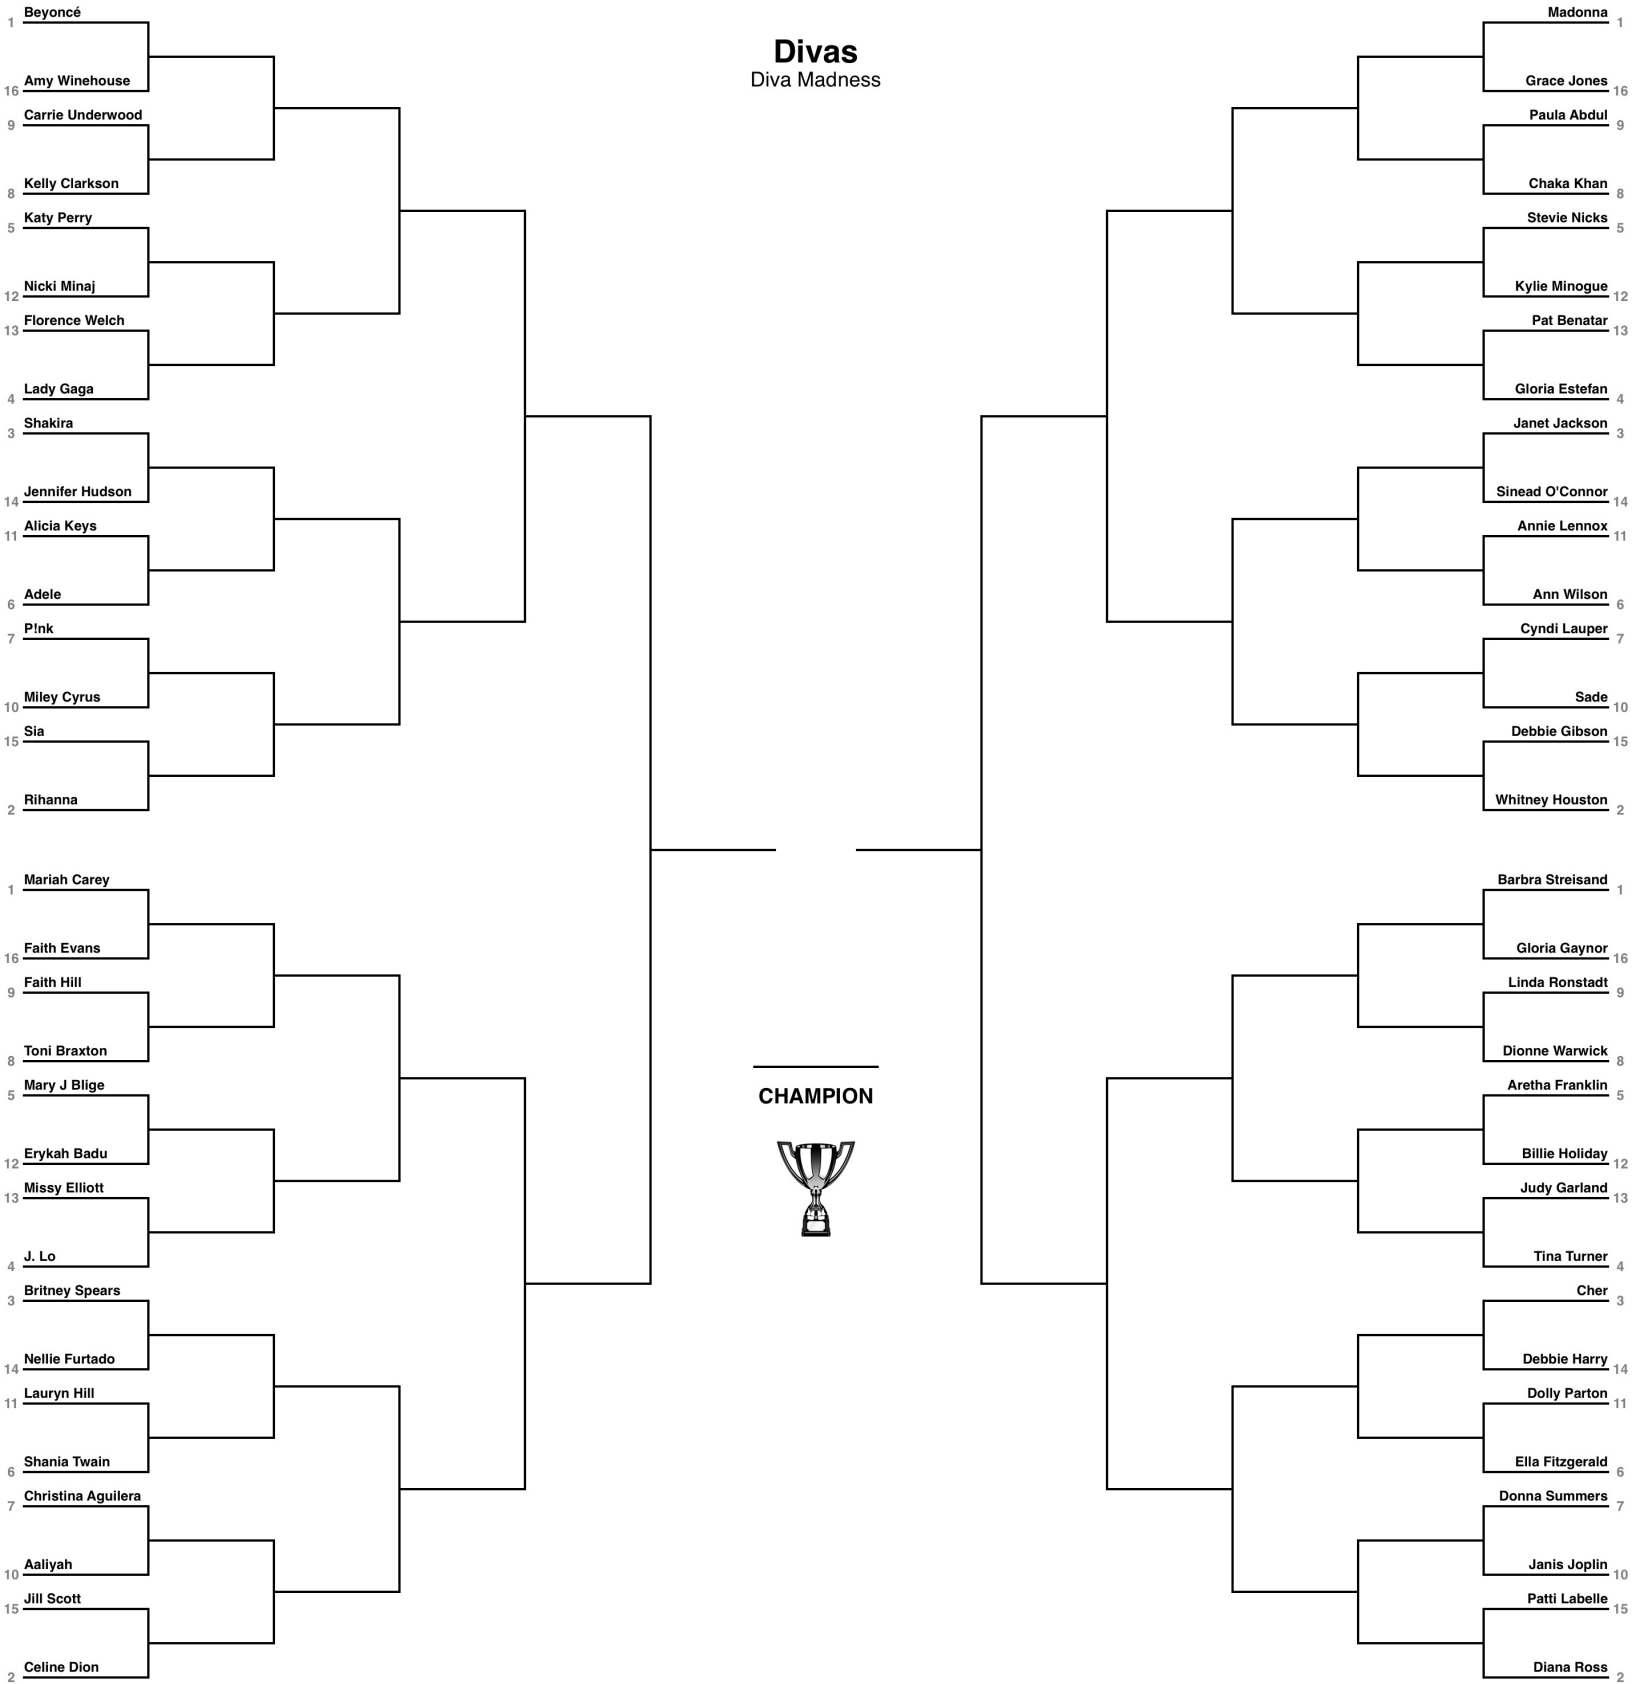 Divas
Diva Madness
Beyoncé
1
Amy Winehouse
16
Carrie Underwood
9
Kelly Clarkson
8
Katy Perry
5
Nicki Minaj
12
Florence Welch
13
Lady Gaga
4
Shakira
3
Jennifer Hudson
14
Alicia Keys
11
Adele
6
P!nk
7
Miley Cyrus
10
Sia
15
Rihanna
2
Mariah Carey
1
Faith Evans
16
Faith Hill
9
Toni Braxton
8
Mary J Blige
5
Erykah Badu
12
Missy Elliott
13
J. Lo
4
Britney Spears
3
Nellie Furtado
14
Lauryn Hill
11
Shania Twain
6
Christina Aguilera
7
Aaliyah
10
Jill Scott
15
Celine Dion
2
CHAMPION
Madonna
1
Grace Jones
16
Paula Abdul
9
Chaka Khan
8
Stevie Nicks
5
Kylie Minogue
12
Pat Benatar
13
Gloria Estefan
4
Janet Jackson
3
Sinead O'Connor
14
Annie Lennox
11
Ann Wilson
6
Cyndi Lauper
7
Sade
10
Debbie Gibson
15
Whitney Houston
2
Barbra Streisand
1
Gloria Gaynor
16
Linda Ronstadt
9
Dionne Warwick
8
Aretha Franklin
5
Billie Holiday
12
Judy Garland
13
Tina Turner
4
Cher
3
Debbie Harry
14
Dolly Parton
11
Ella Fitzgerald
6
Donna Summers
7
Janis Joplin
10
Patti Labelle
15
Diana Ross
2